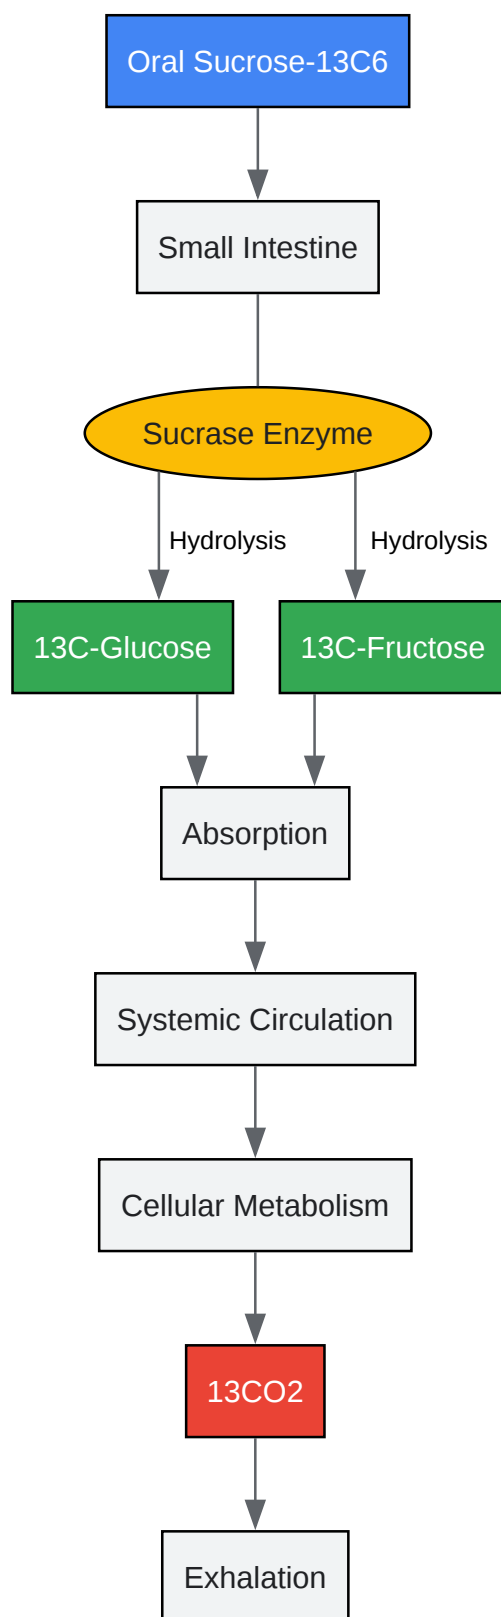 Oral Sucrose-13C6
Small Intestine
Sucrase Enzyme
Hydrolysis
Hydrolysis
13C-Glucose
13C-Fructose
Absorption
Systemic Circulation
Cellular Metabolism
13CO2
Exhalation